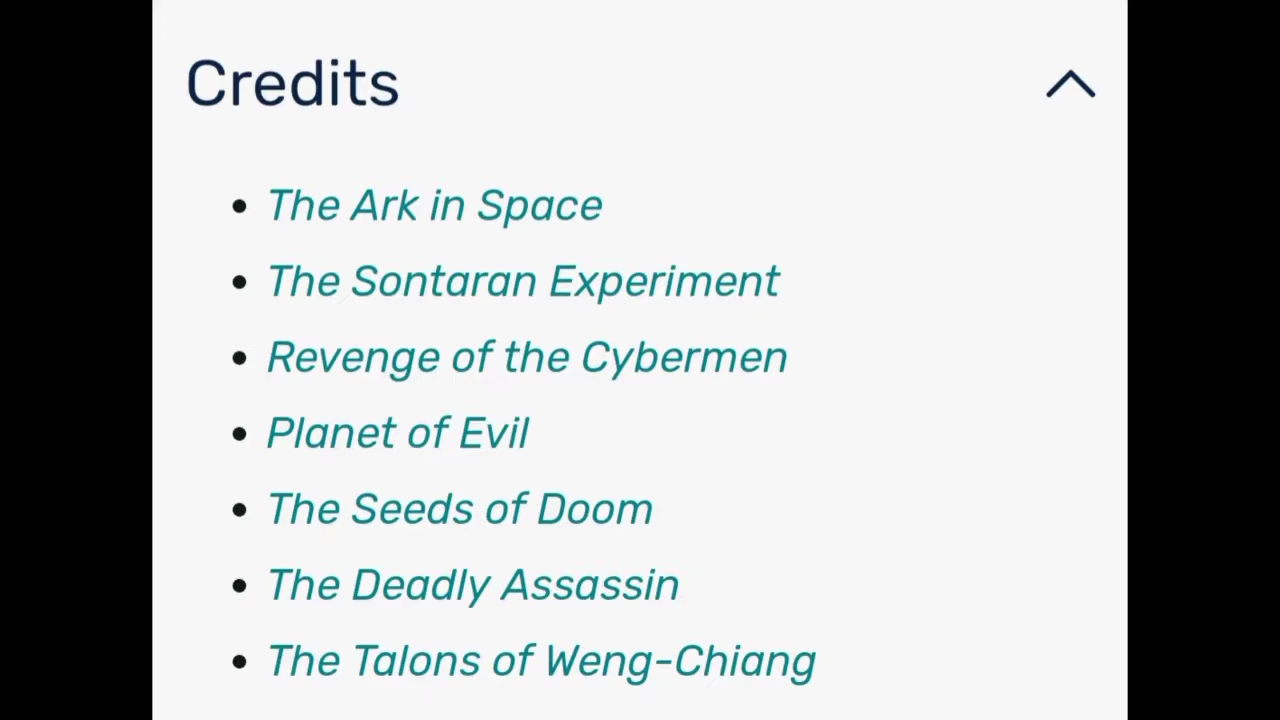 Credits
The Ark in Space
The Sontaran Experiment
Revenge of the Cybermen
Planet of Evil
The Seeds of Doom
The Deadly Assassin
The Talons of Weng-Chiang